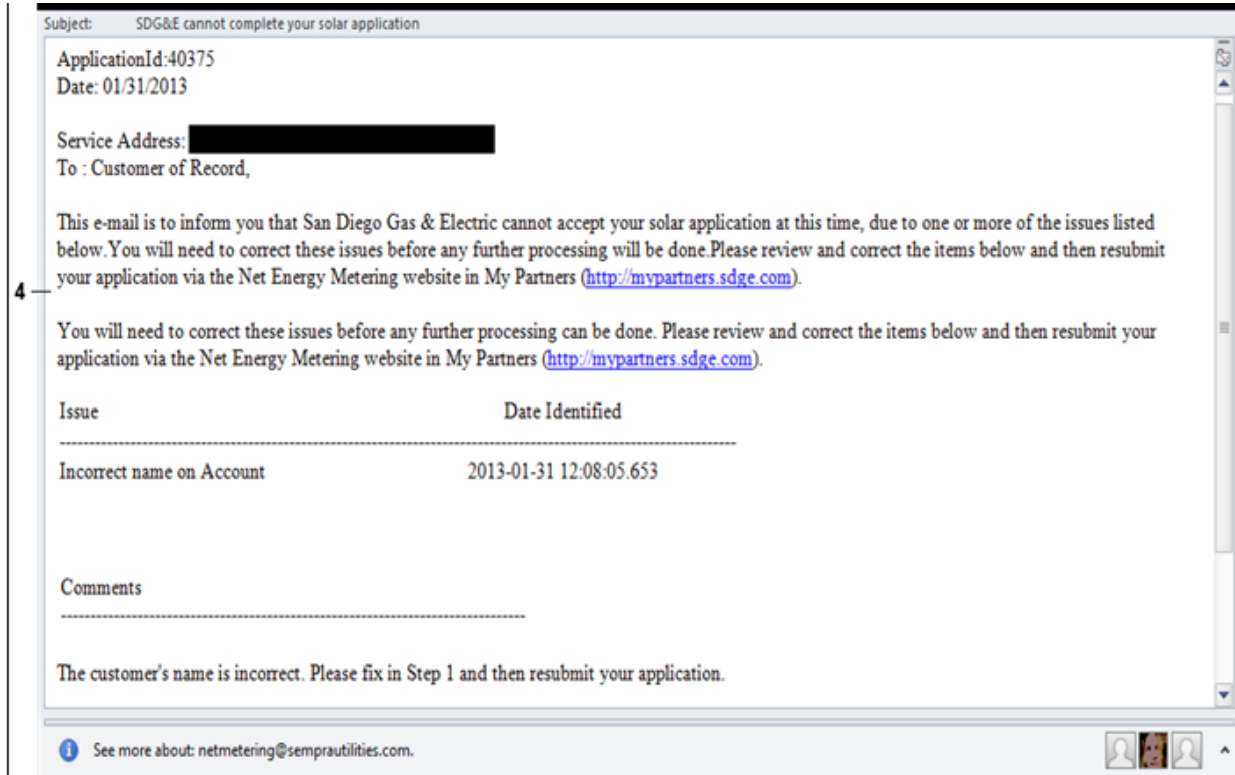 Subject: SDG&E cannot complete your solar application
ApplicationId:40375
Date: 01/31/2013
Service Address:
To : Customer of Record,
This e-mail is to inform you that San Diego Gas & Electric cannot accept your solar application at this time, due to one or more of the issues listed
below.You will need to correct these issues before any further processing will be done.Please review and correct the items below and then resubmit
your application via the Net Energy Metering website in My Partners (http://mypartners.sdge.com).
4
You will need to correct these issues before any further processing can be done. Please review and correct the items below and then resubmit your
application via the Net Energy Metering website in My Partners (http://mypartners.sdge.com).
Issue Date Identified
--------------------------------------------------------------------------------------------------------------------
Incorrect name on Account 2013-01-31 12:08:05.653
Comments
--------------------------------------------------------------------------------
The customer's name is incorrect. Please fix in Step 1 and then resubmit your application.
See more about: netmetering@semprautilities.com.